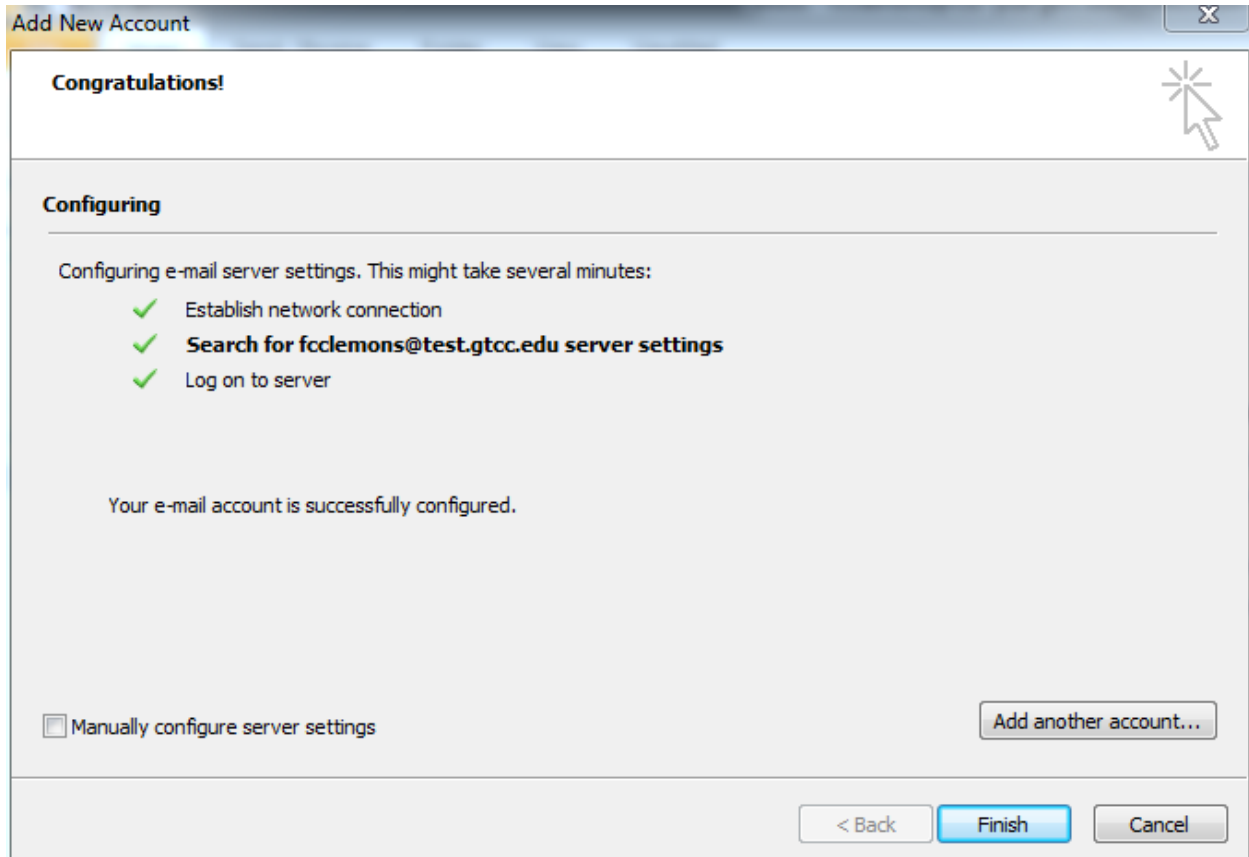 Add New Account
Congratulations!
Configuring
Configuring e-mail server settings. This might take several minutes:
Establish network connection
Search for fcclemons@test.gtcc.edu server settings
Log on to server
Your e-mail account is successfully configured.
Manually configure server settings
Add another account...
< Back
Finish
Cancel